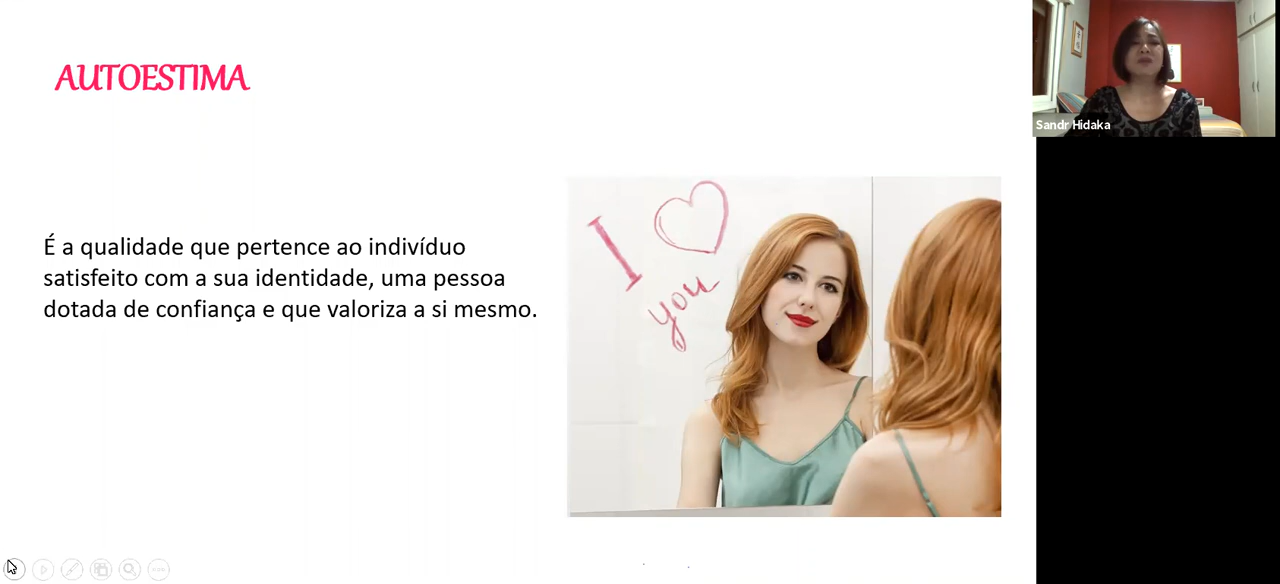 AUTOESTIMA
É a qualidade que pertence ao indivíduo
satisfeito com a sua identidade, uma pessoa
dotada de confiança e que valoriza a si mesmo.
I
you
Sandr Hidaka